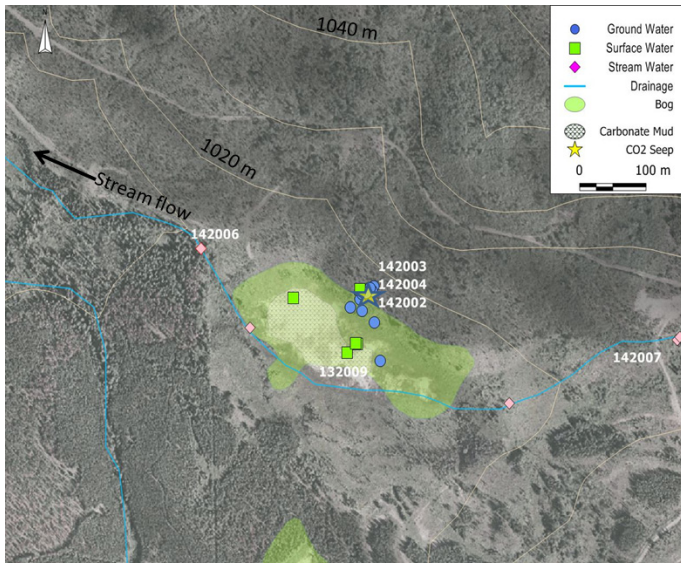 N
1040 m
1020 m
Stream flow
142006
142003
142004
142002
132009
142007
Ground Water
Surface Water
Stream Water
Drainage
Bog
Carbonate Mud
CO2 Seep
0 100 m